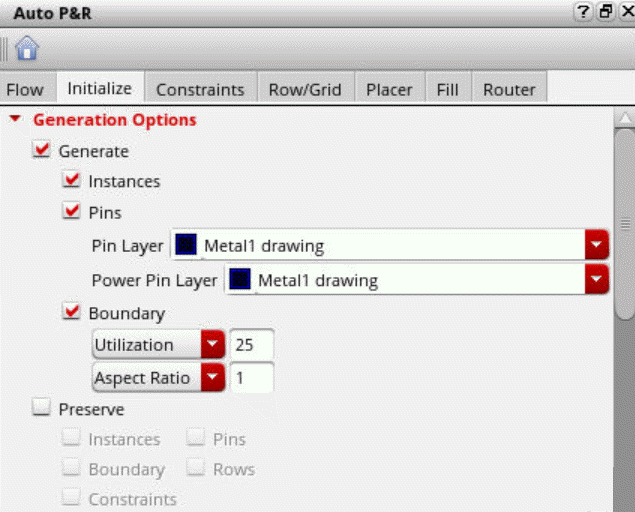 Auto P&R
Flow Initialize Constraints Row/Grid Placer Fill Router
Generation Options
Generate
Instances
Pins
Pin Layer Metal1 drawing
Power Pin Layer Metal1 drawing
Boundary
Utilization 25
Aspect Ratio 1
Preserve
Instances Pins
Boundary Rows
Constraints